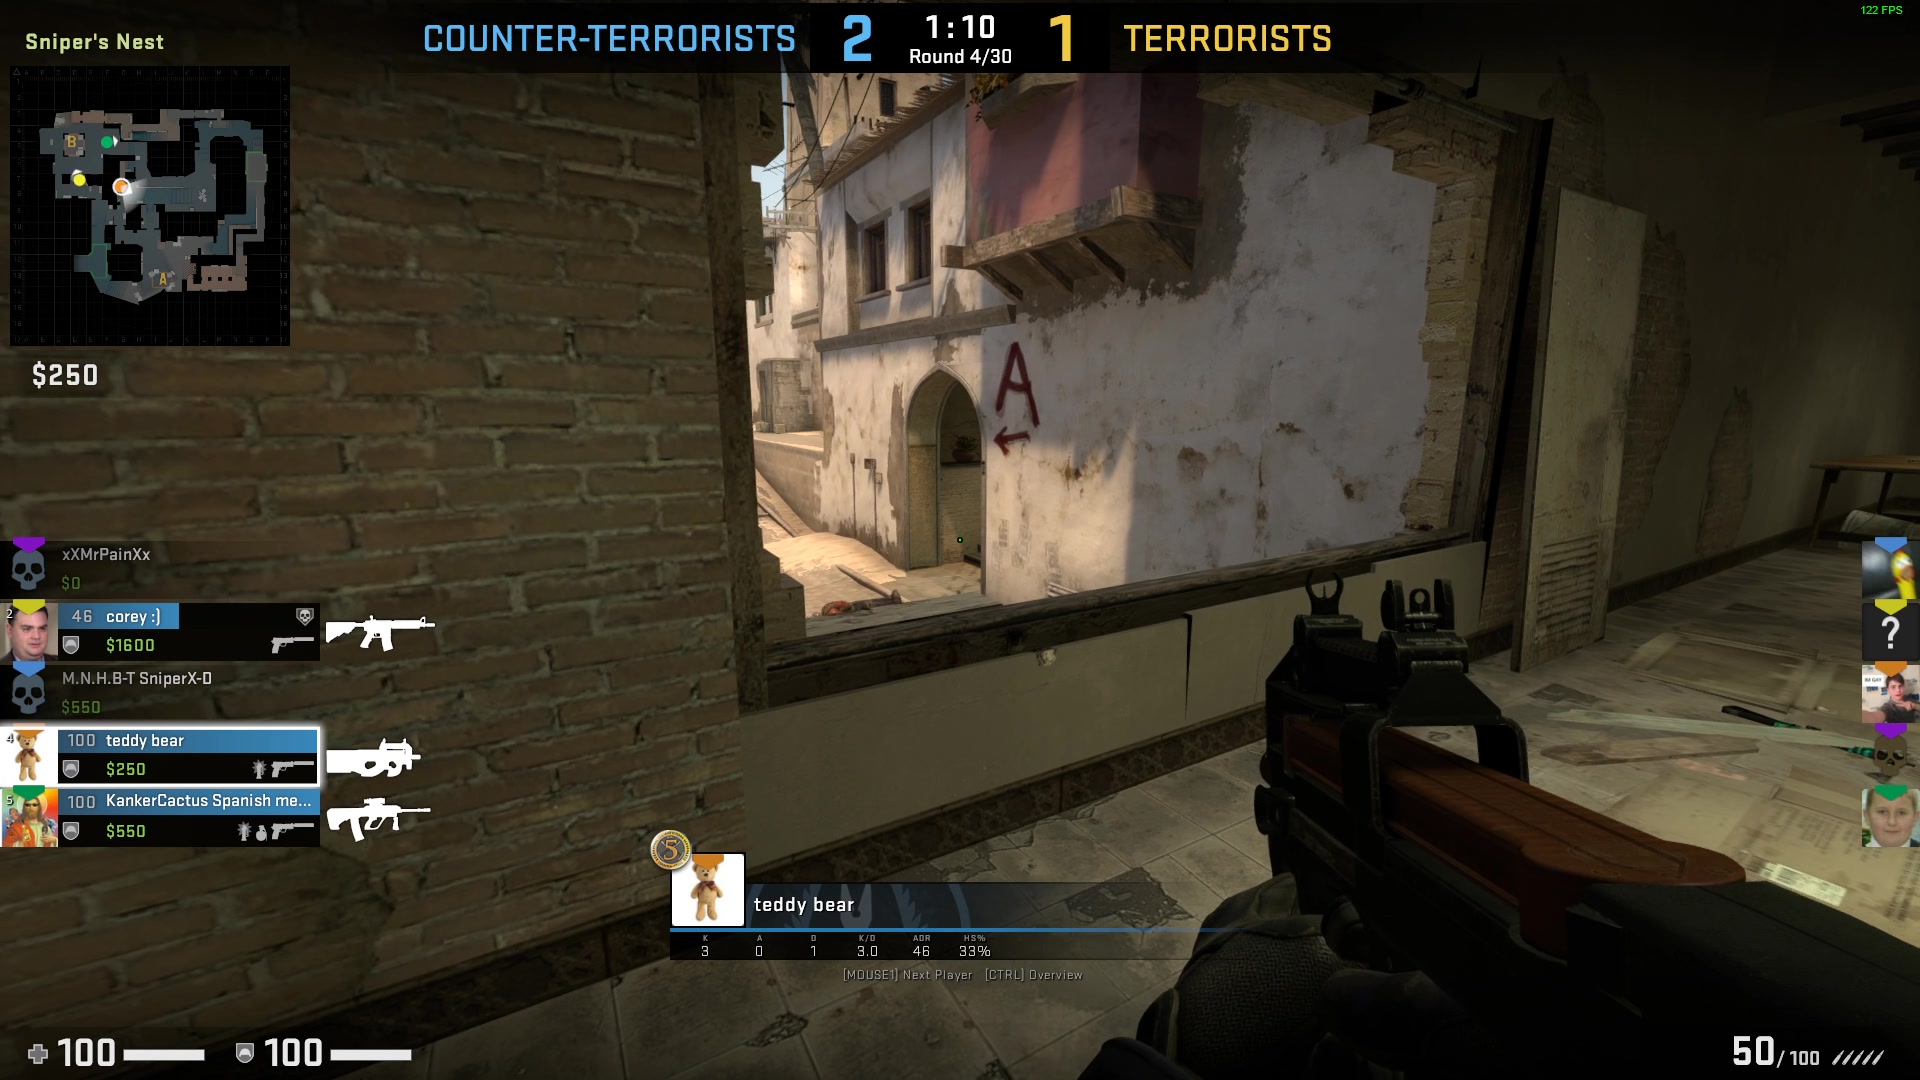 122 FPS
Sniper's Nest
COUNTER-TERRORISTS 2 1:10 1 TERRORISTS
Round 4/30
B
A
$250
A
xXMrPainXx
$0
2 46 corey :)
$1600
M.N.H.B-T SniperX-D
$550
4 100 teddy bear
$250
5 100 KankerCactus Spanish me...
$550
?
5
teddy bear
K A D K/D ADR HS%
3 0 1 3.0 46 33%
[MOUSE1] Next Player [CTRL] Overview
100 100
50 / 100